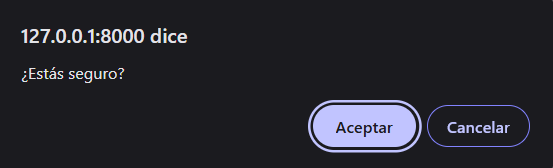 127.0.0.1:8000 dice
¿Estás seguro?
Aceptar
Cancelar